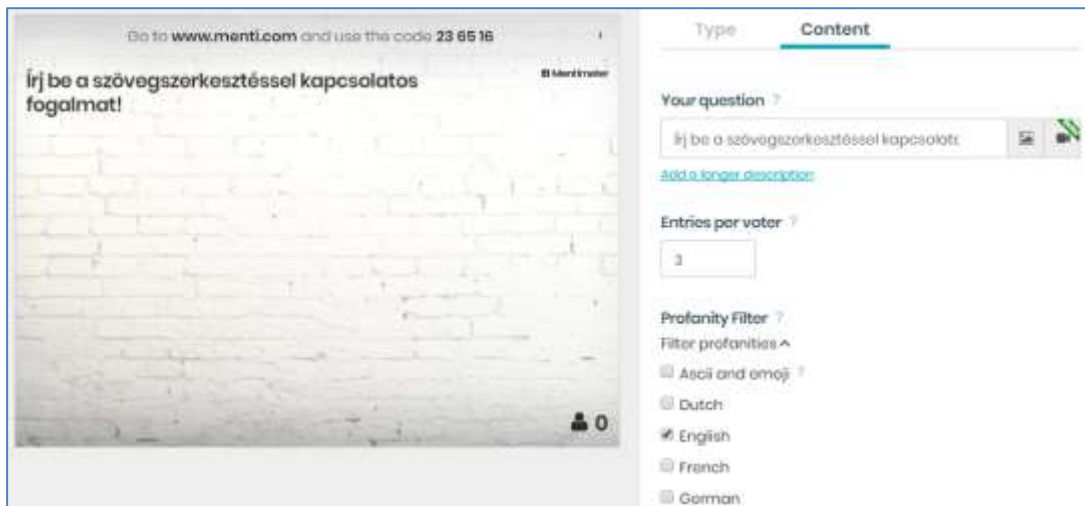 Go to www.menti.com and use the code 23 65 16
Mentimeter
Írj be a szövegszerkesztéssel kapcsolatos
fogalmat!
0
Type
Content
Your question ?
Írj be a szövegszerkesztéssel kapcsolatc
Add a longer description
Entries per voter ?
3
Profanity Filter ?
Filter profanities
Ascii and emoji ?
Dutch
English
French
German